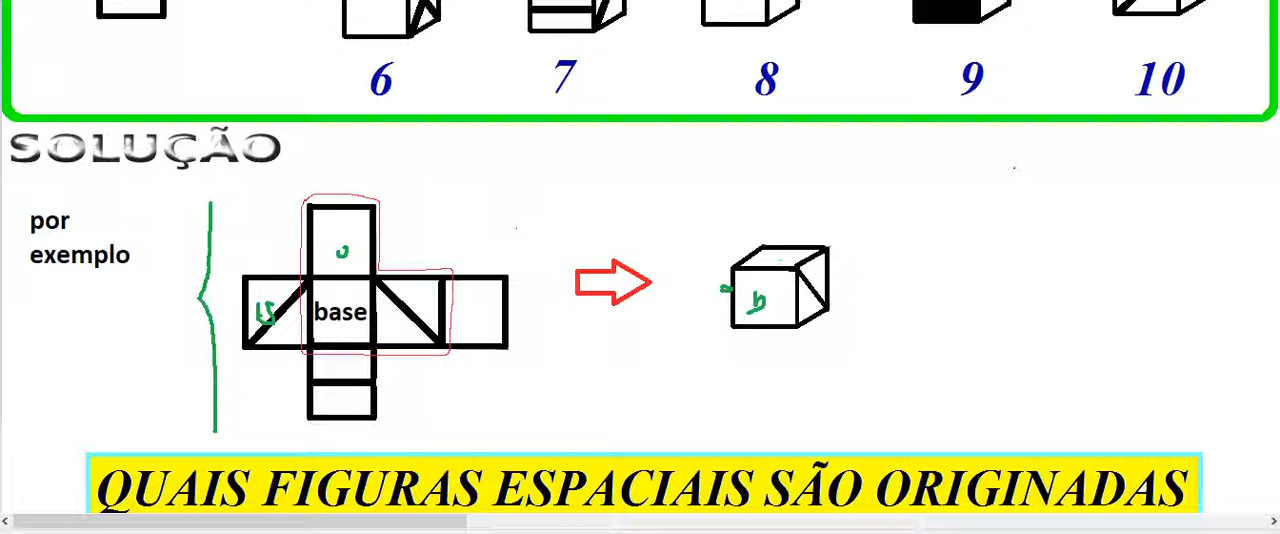 6 7 8 9 10
SOLUÇÃO
por
exemplo
base
QUAIS FIGURAS ESPACIAIS SÃO ORIGINADAS